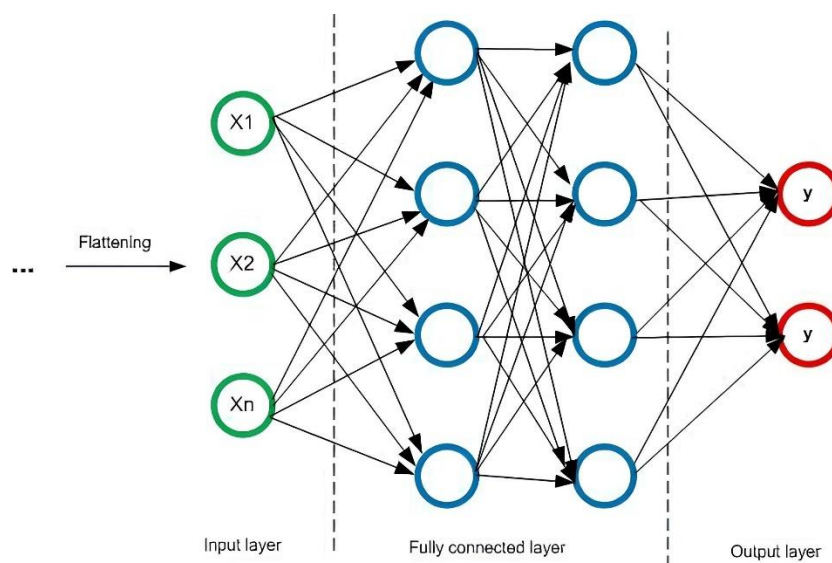 X1
y
Flattening
...
X2
y
Xn
Input layer
Fully connected layer
Output layer